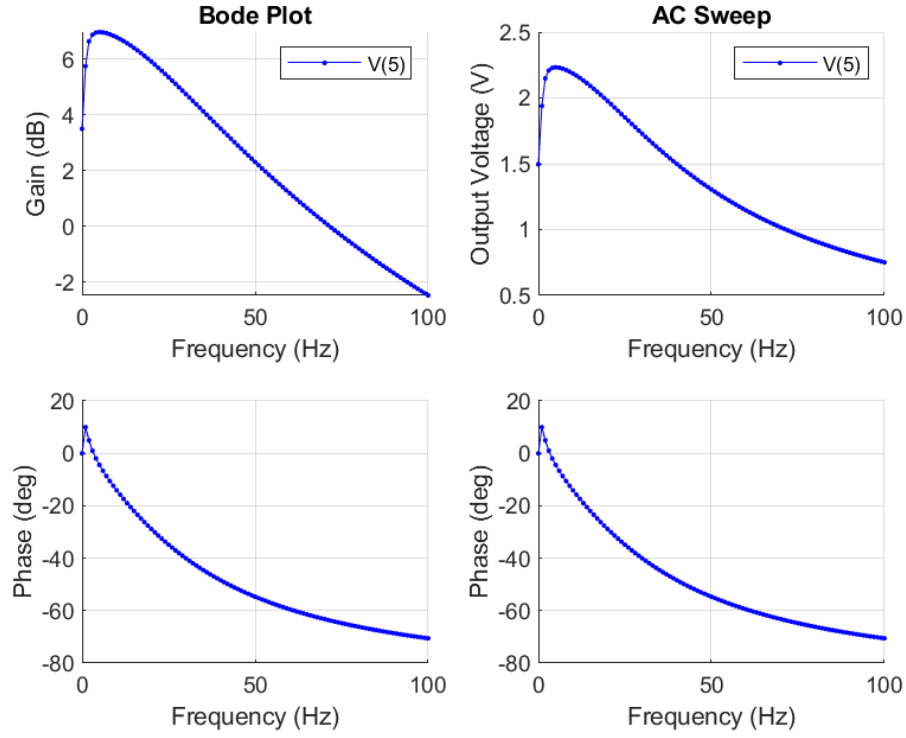 Bode Plot
6
4
2
0
-2
Gain (dB)
V(5)
0
50
100
Frequency (Hz)
AC Sweep
2.5
2
1.5
1
0.5
Output Voltage (V)
V(5)
0
50
100
Frequency (Hz)
20
0
-20
-40
-60
-80
Phase (deg)
0
50
100
Frequency (Hz)
20
0
-20
-40
-60
-80
Phase (deg)
0
50
100
Frequency (Hz)